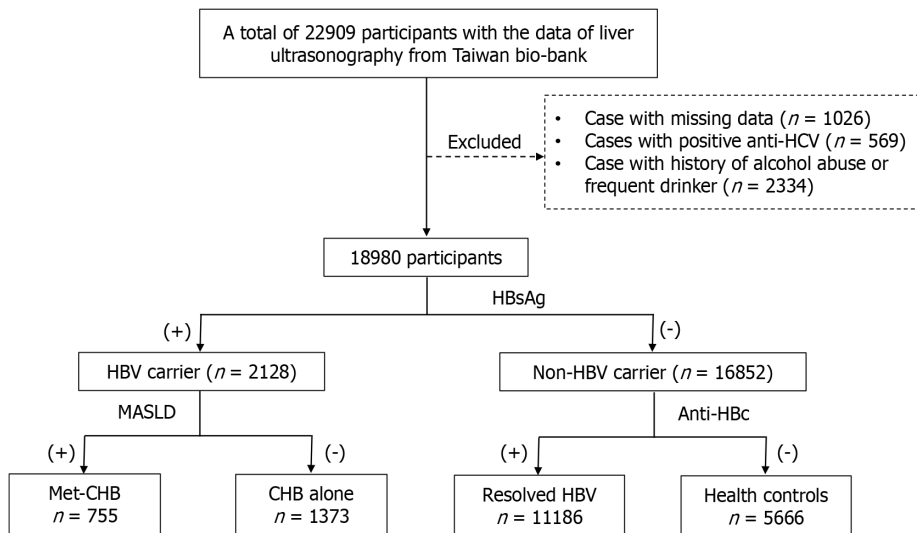 A total of 22909 participants with the data of liver
ultrasonography from Taiwan bio-bank
Excluded
• Case with missing data (n = 1026)
• Cases with positive anti-HCV (n = 569)
• Case with history of alcohol abuse or
frequent drinker (n = 2334)
18980 participants
HBsAg
(+)
(-)
HBV carrier (n = 2128)
Non-HBV carrier (n = 16852)
MASLD
Anti-HBc
(+)
(-)
(+)
(-)
Met-CHB
n = 755
CHB alone
n = 1373
Resolved HBV
n = 11186
Health controls
n = 5666